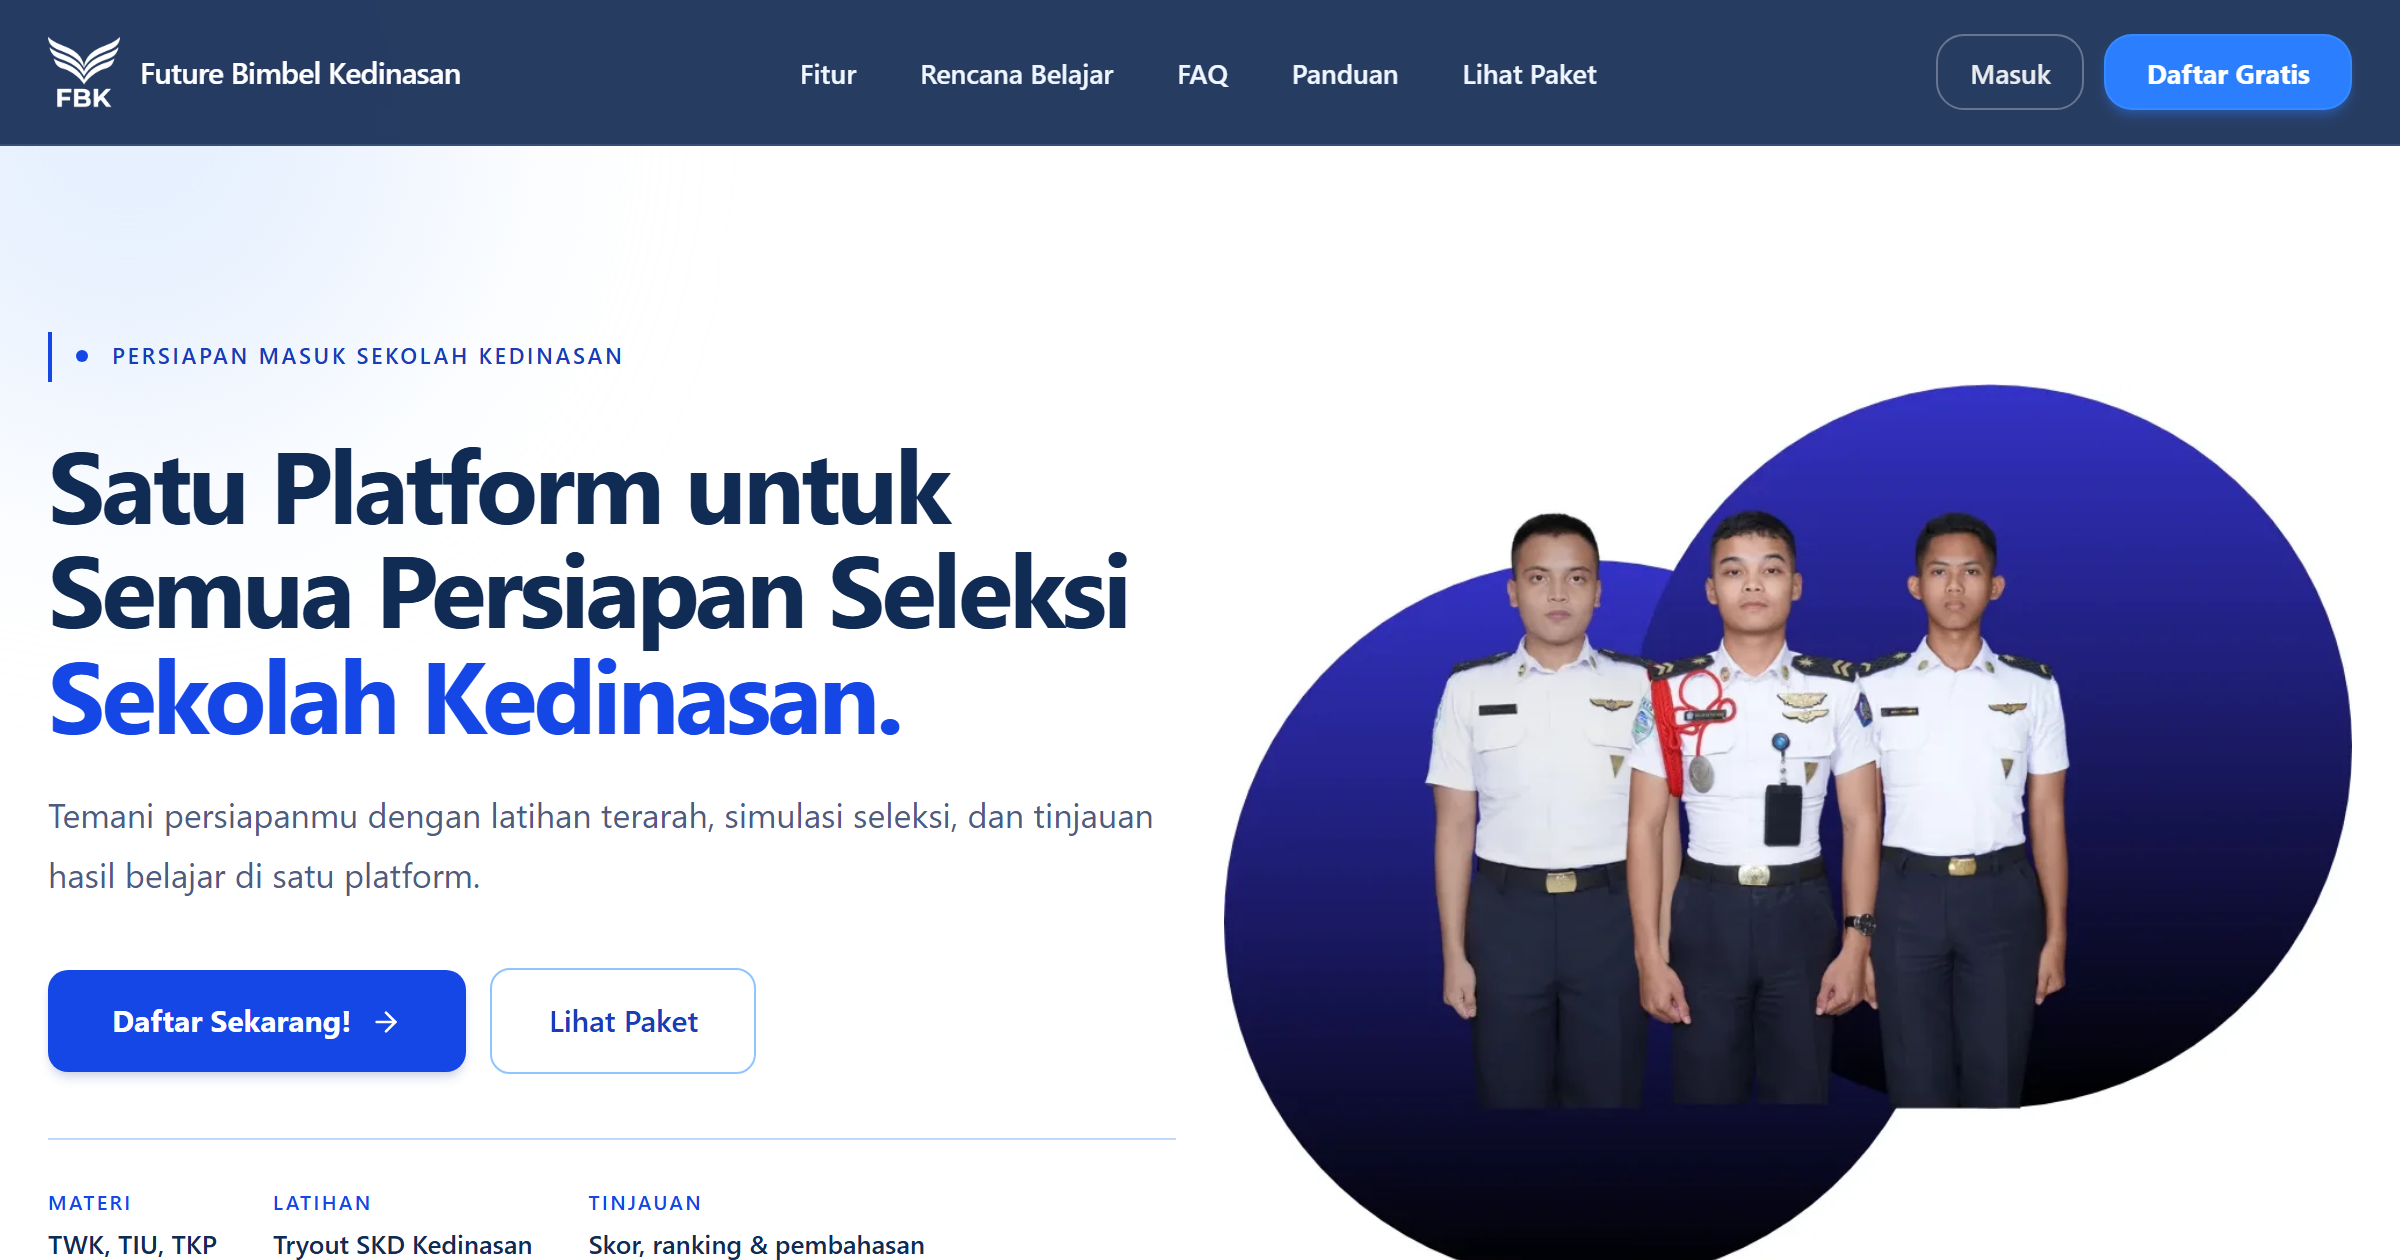 FBK
Future Bimbel Kedinasan
Fitur
Rencana Belajar
FAQ
Panduan
Lihat Paket
Masuk
Daftar Gratis
PERSIAPAN MASUK SEKOLAH KEDINASAN
Satu Platform untuk
Semua Persiapan Seleksi
Sekolah Kedinasan.
Temani persiapanmu dengan latihan terarah, simulasi seleksi, dan tinjauan
hasil belajar di satu platform.
Daftar Sekarang!
Lihat Paket
MATERI
TWK, TIU, TKP
LATIHAN
Tryout SKD Kedinasan
TINJAUAN
Skor, ranking & pembahasan